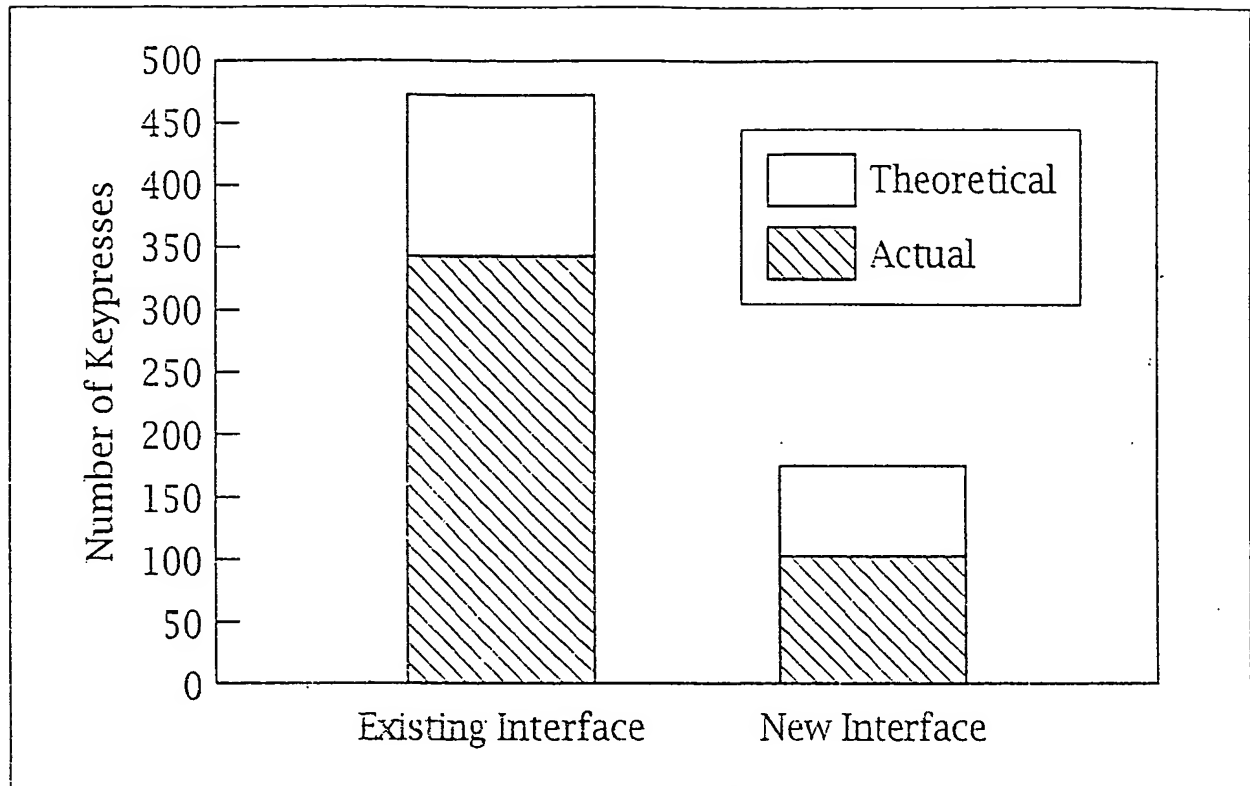 500
450
400
350
300
250
200
150
100
50
0
Number of Keypresses
Theoretical
Actual
Existing Interface
New Interface